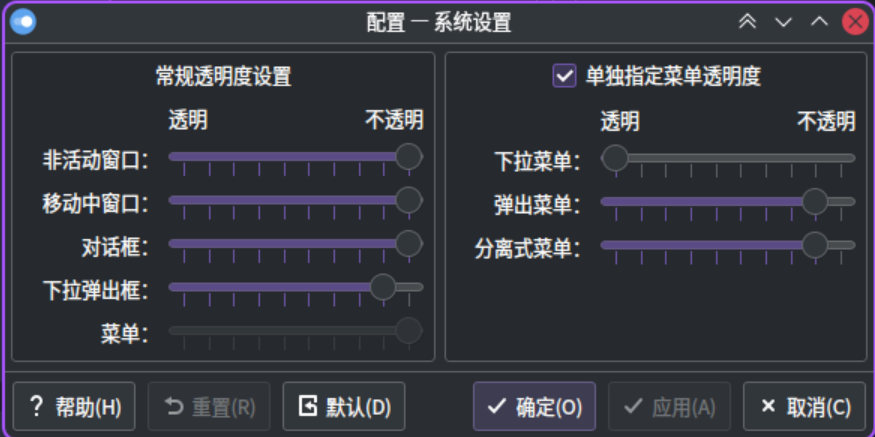 配置 — 系统设置
常规透明度设置
透明 不透明
非活动窗口：
移动中窗口：
对话框：
下拉弹出框：
菜单：
单独指定菜单透明度
透明 不透明
下拉菜单：
弹出菜单：
分离式菜单：
帮助(H) 重置(R) 默认(D) 确定(O) 应用(A) 取消(C)